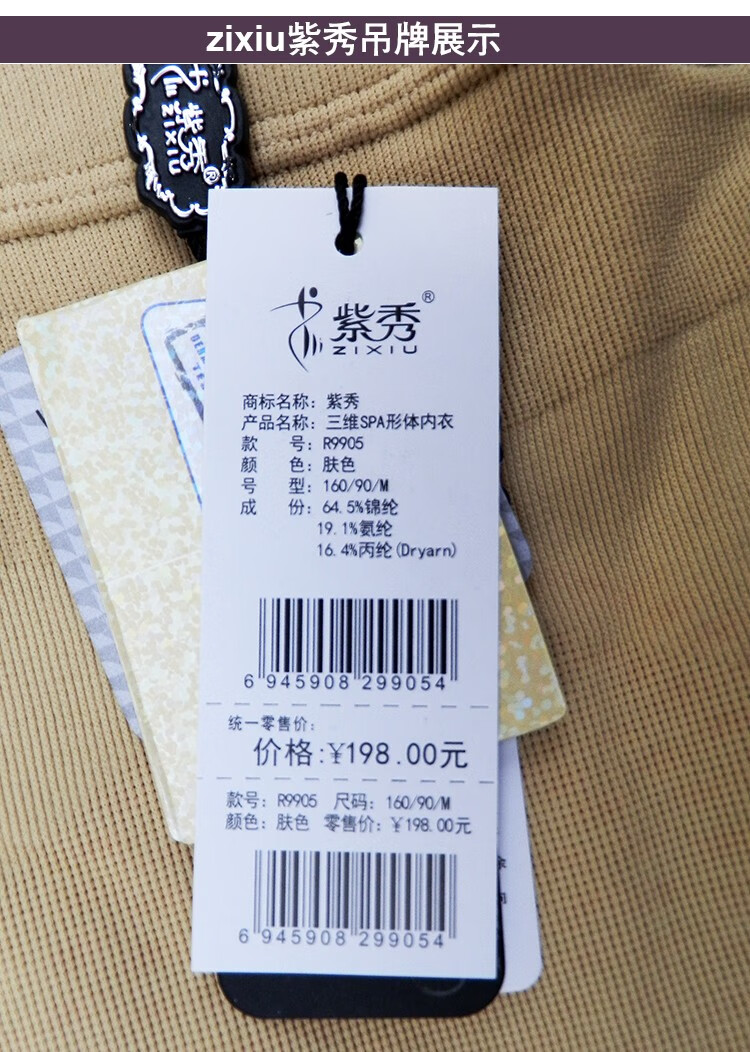 zixiu紫秀吊牌展示
紫秀
ZIXIU
®
紫秀®
ZIXIU
商标名称：紫秀
产品名称：三维SPA形体内衣
款 号：R9905
颜 色：肤色
号 型：160/90/M
成 份：64.5%锦纶
19.1%氨纶
16.4%丙纶(Dryarn)
6 945908 299054
统一零售价：
价格:¥198.00元
款号：R9905 尺码：160/90/M
颜色：肤色 零售价：¥198.00元
6 945908 299054